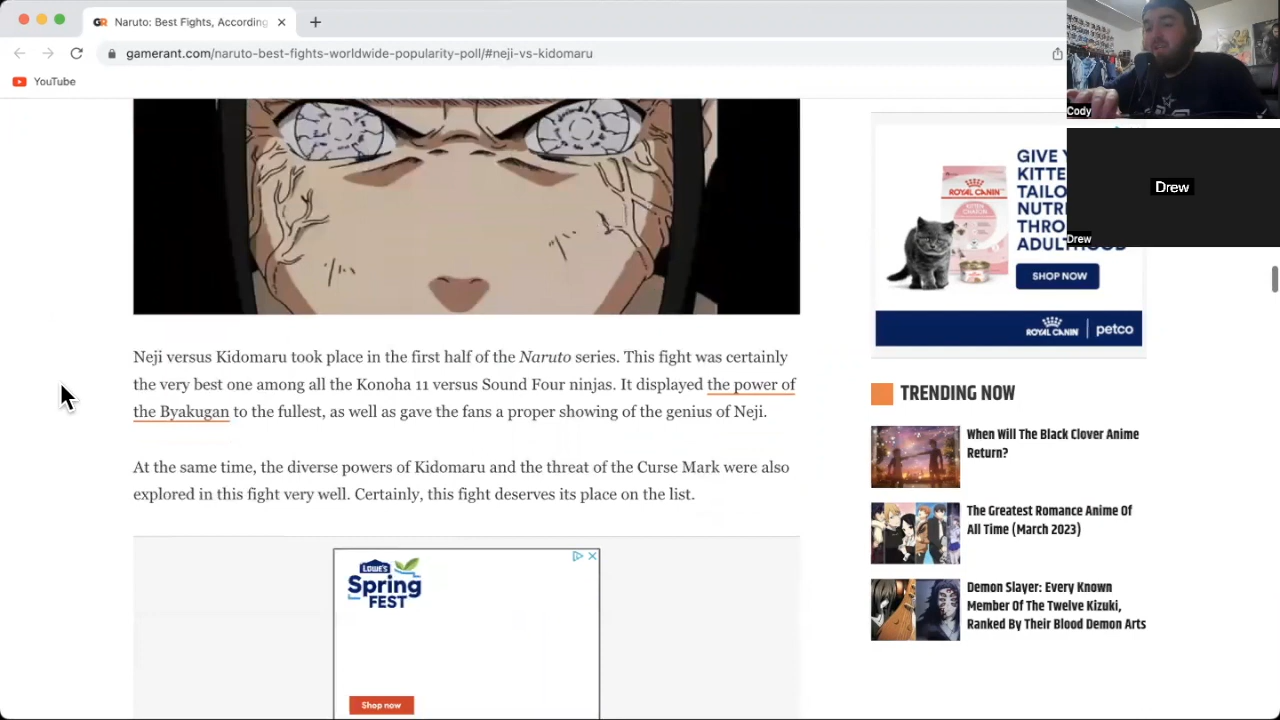 GR Naruto: Best Fights, According
gamerant.com/naruto-best-fights-worldwide-popularity-poll/#neji-vs-kidomaru
YouTube
Cody
Drew
Drew
GIVE
KITTE
TAILO
NUTR
THRO
ADULTHOOD
ROYAL CANIN
SHOP NOW
ROYAL CANIN petco
Neji versus Kidomaru took place in the first half of the Naruto series. This fight was certainly
the very best one among all the Konoha 11 versus Sound Four ninjas. It displayed the power of
the Byakugan to the fullest, as well as gave the fans a proper showing of the genius of Neji.
At the same time, the diverse powers of Kidomaru and the threat of the Curse Mark were also
explored in this fight very well. Certainly, this fight deserves its place on the list.
TRENDING NOW
When Will The Black Clover Anime
Return?
The Greatest Romance Anime Of
All Time (March 2023)
Demon Slayer: Every Known
Member Of The Twelve Kizuki,
Ranked By Their Blood Demon Arts
LOWE'S
Spring
FEST
Shop now